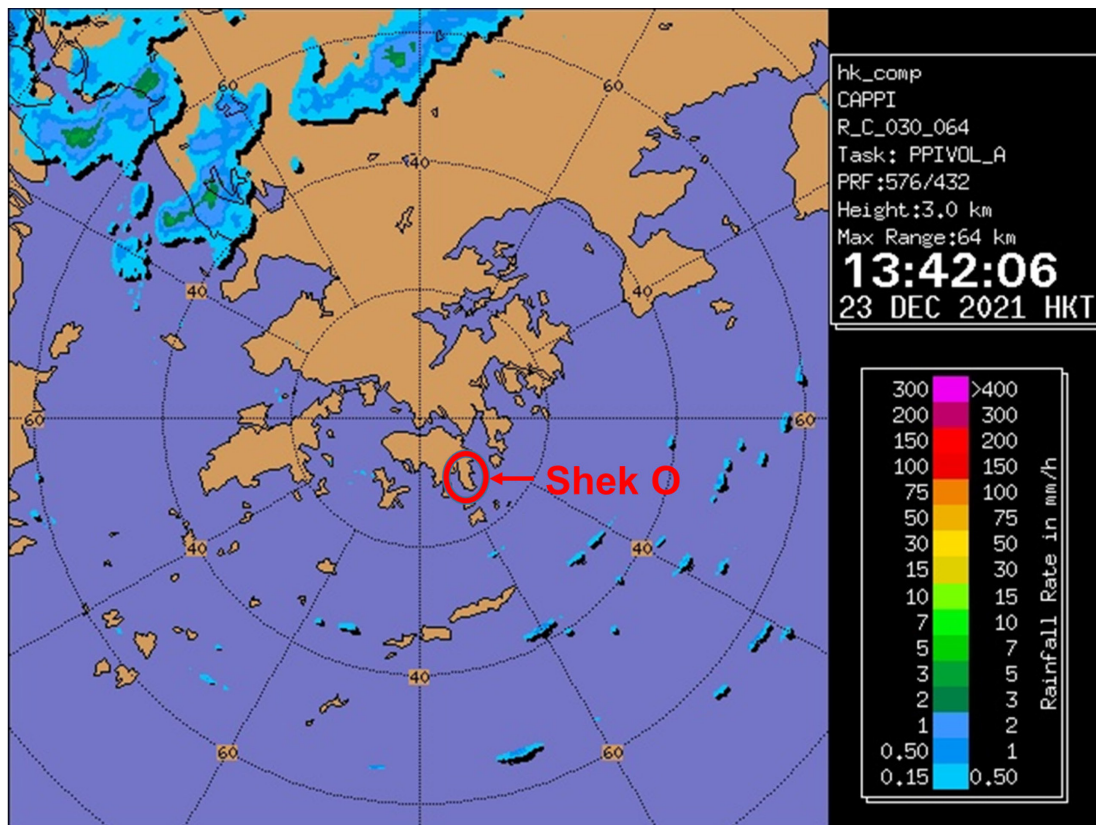 hk_comp
CAPPI
R_C_030_064
Task: PPIVOL_A
PRF:576/432
Height:3.0 km
Max Range:64 km
13:42:06
23 DEC 2021 HKT
300 >400
200 300
150 200
100 150
75 100
50 75
30 50
15 30
10 15
7 10
5 7
3 5
2 3
1 2
0.50 1
0.15 0.50
Rainfall Rate in mm/h
60
60
40
40
40
60
60
Shek O
40
40
40
60
60